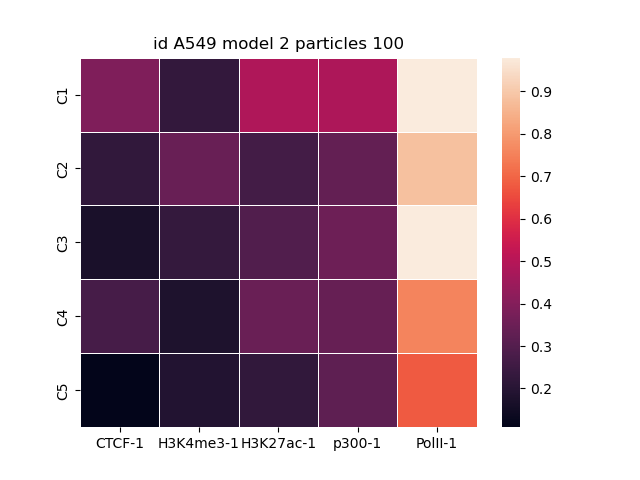 id A549 model 2 particles 100
C1
C2
C3
C4
C5
CTCF-1 H3K4me3-1 H3K27ac-1 p300-1 PolII-1
0.9
0.8
0.7
0.6
0.5
0.4
0.3
0.2